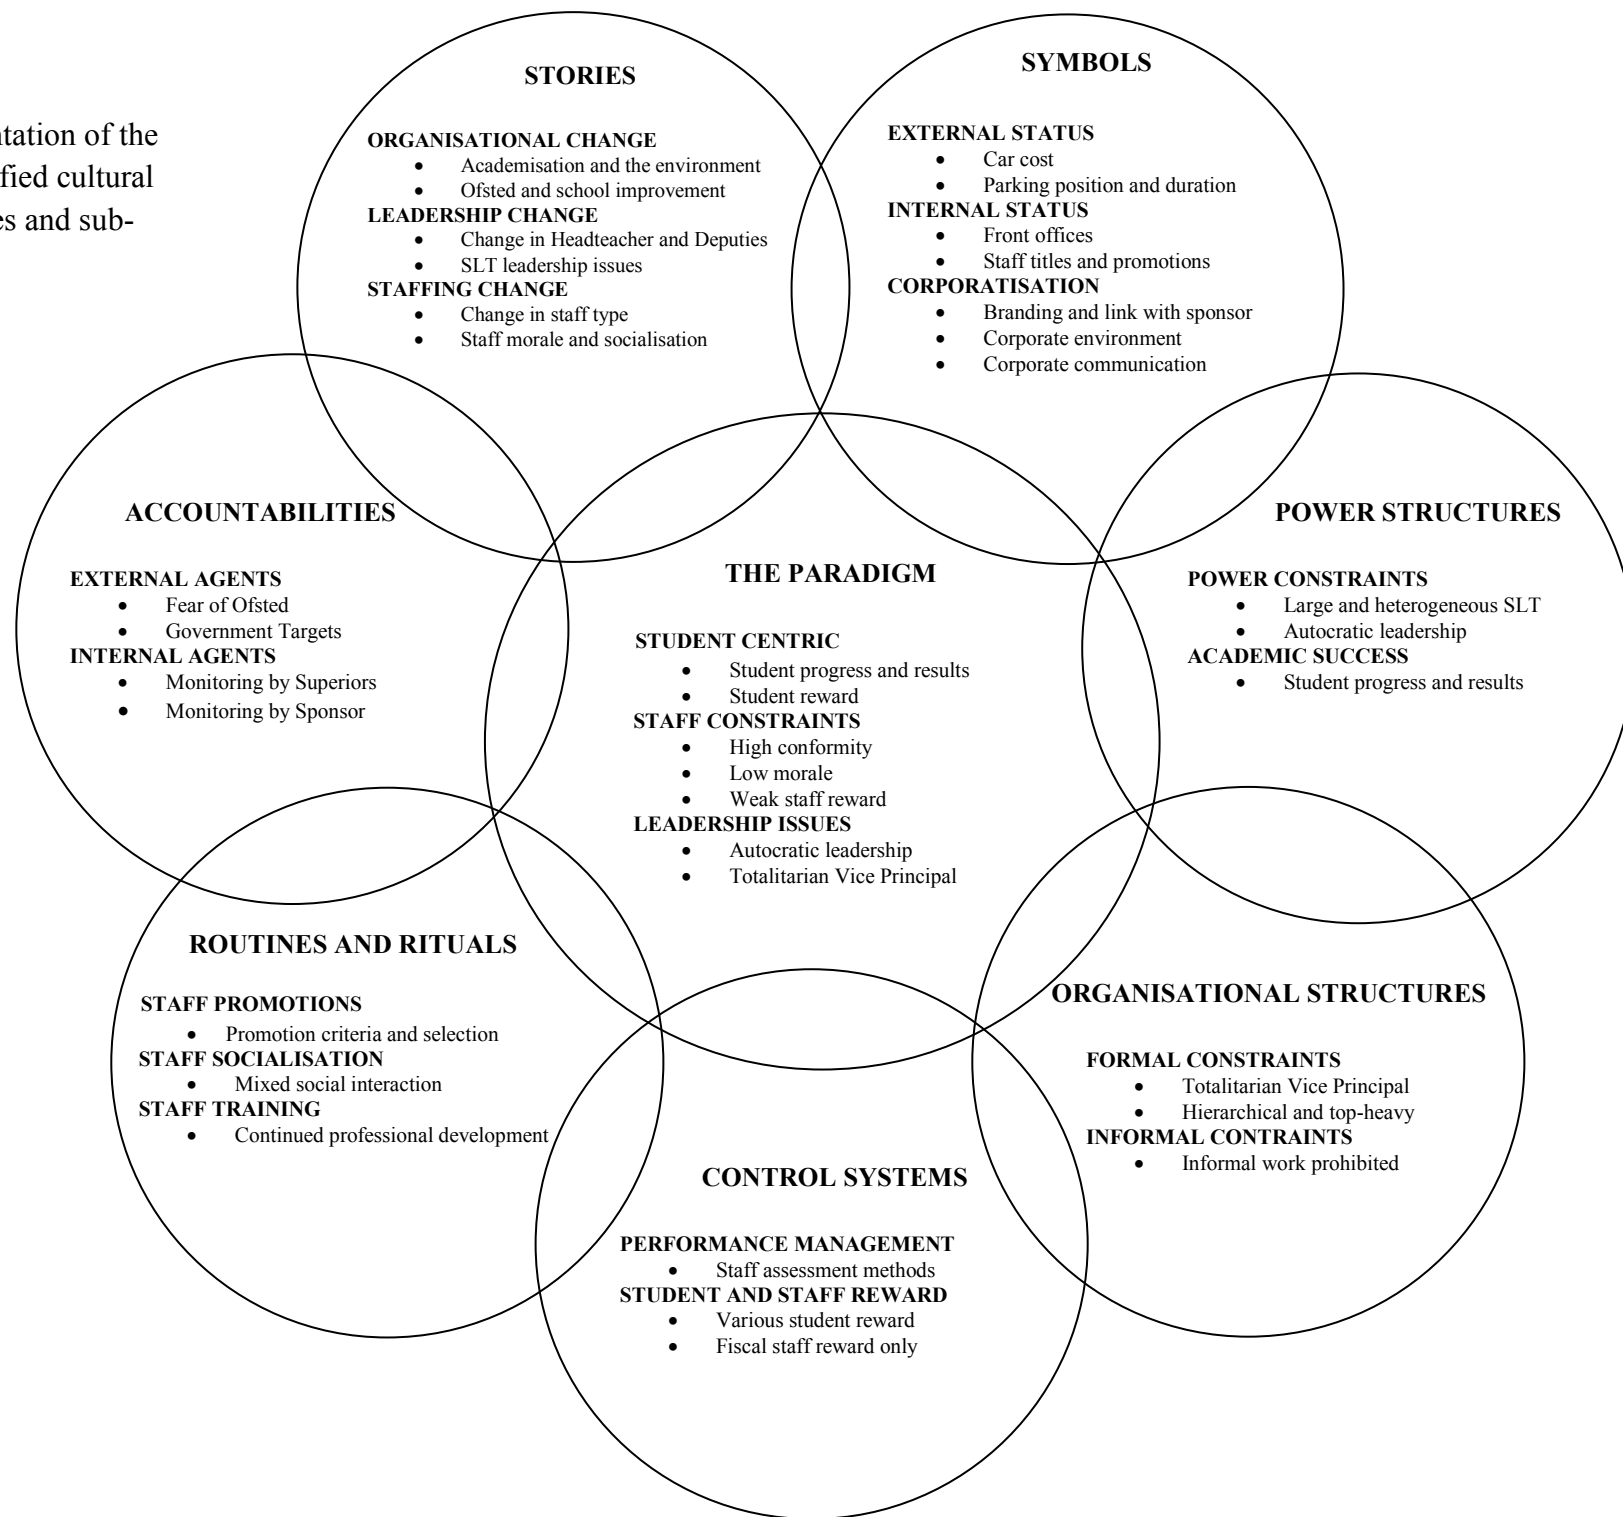 ntation of the
fied cultural
es and sub-
STORIES
ORGANISATIONAL CHANGE
• Academisation and the environment
• Ofsted and school improvement
LEADERSHIP CHANGE
• Change in Headteacher and Deputies
• SLT leadership issues
STAFFING CHANGE
• Change in staff type
• Staff morale and socialisation
SYMBOLS
EXTERNAL STATUS
• Car cost
• Parking position and duration
INTERNAL STATUS
• Front offices
• Staff titles and promotions
CORPORATISATION
• Branding and link with sponsor
• Corporate environment
• Corporate communication
ACCOUNTABILITIES
EXTERNAL AGENTS
• Fear of Ofsted
• Government Targets
INTERNAL AGENTS
• Monitoring by Superiors
• Monitoring by Sponsor
THE PARADIGM
STUDENT CENTRIC
• Student progress and results
• Student reward
STAFF CONSTRAINTS
• High conformity
• Low morale
• Weak staff reward
LEADERSHIP ISSUES
• Autocratic leadership
• Totalitarian Vice Principal
POWER STRUCTURES
POWER CONSTRAINTS
• Large and heterogeneous SLT
• Autocratic leadership
ACADEMIC SUCCESS
• Student progress and results
ROUTINES AND RITUALS
STAFF PROMOTIONS
• Promotion criteria and selection
STAFF SOCIALISATION
• Mixed social interaction
STAFF TRAINING
• Continued professional development
CONTROL SYSTEMS
PERFORMANCE MANAGEMENT
• Staff assessment methods
STUDENT AND STAFF REWARD
• Various student reward
• Fiscal staff reward only
ORGANISATIONAL STRUCTURES
FORMAL CONSTRAINTS
• Totalitarian Vice Principal
• Hierarchical and top-heavy
INFORMAL CONTRAINTS
• Informal work prohibited